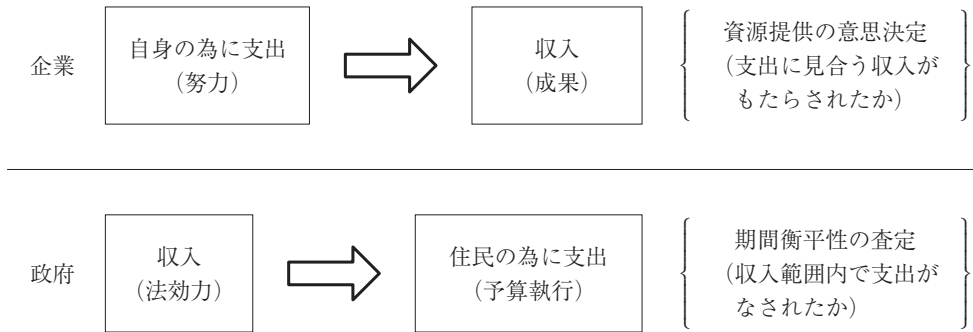 企業
自身の為に支出
（努力）
収入
（成果）
資源提供の意思決定
（支出に見合う収入が
もたらされたか）
政府
収入
（法効力）
住民の為に支出
（予算執行）
期間衡平性の査定
（収入範囲内で支出が
なされたか）